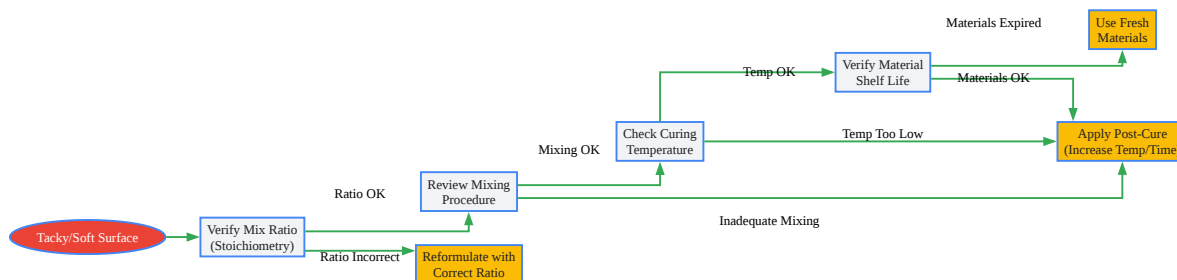 Materials Expired
Use Fresh
Materials
Temp OK
Verify Material
Shelf Life
Materials OK
Mixing OK
Check Curing
Temperature
Temp Too Low
Apply Post-Cure
(Increase Temp/Time)
Ratio OK
Review Mixing
Procedure
Inadequate Mixing
Tacky/Soft Surface
Verify Mix Ratio
(Stoichiometry)
Ratio Incorrect
Reformulate with
Correct Ratio